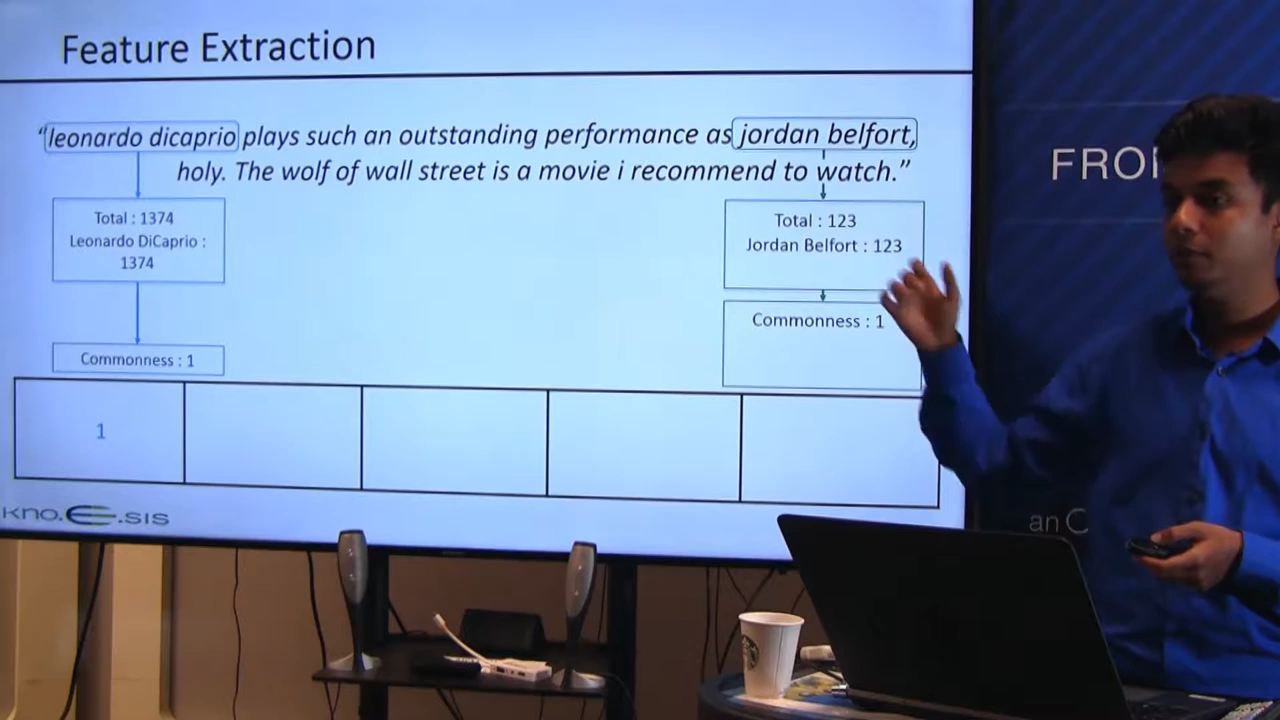 Feature Extraction
“leonardo dicaprio plays such an outstanding performance as jordan belfort,
holy. The wolf of wall street is a movie i recommend to watch.”
Total : 1374
Leonardo DiCaprio :
1374
Total : 123
Jordan Belfort : 123
Commonness : 1
Commonness : 1
1
kno.e.sis
FRO
an C